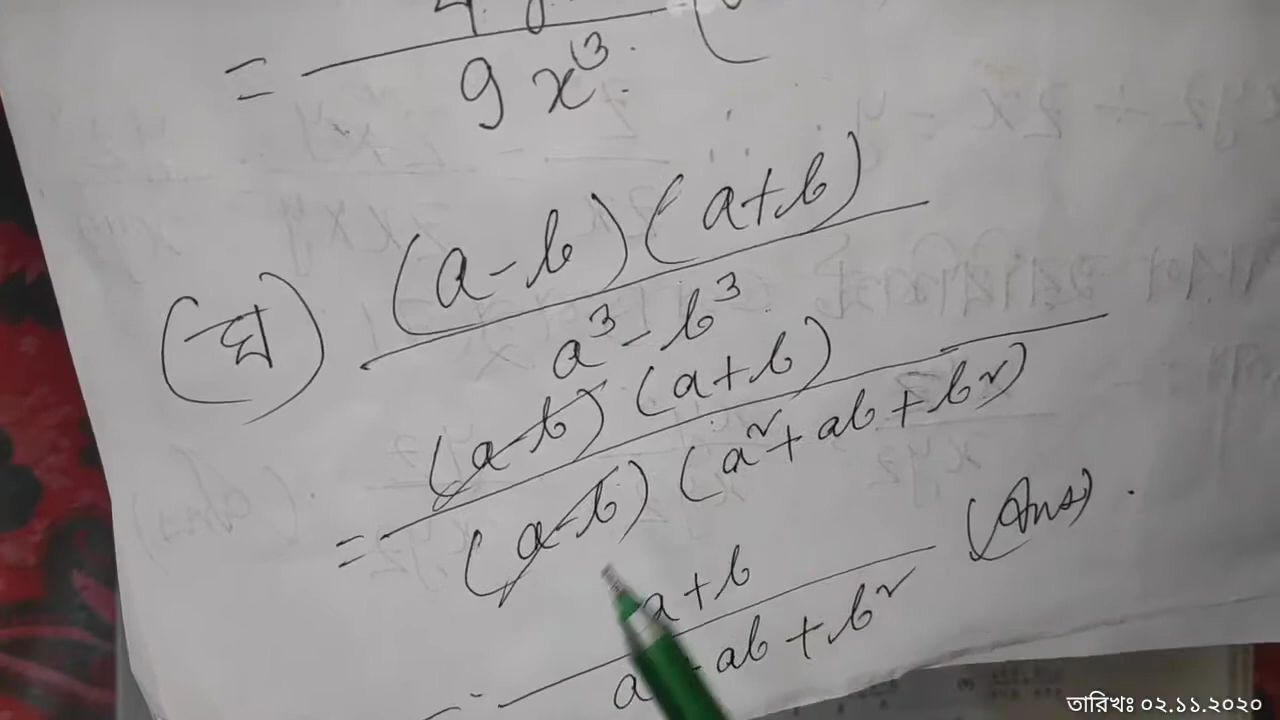 = 9x³
(ঘ) (a-b)(a+b) / a³-b³
= (a-b)(a+b) / (a-b)(a²+ab+b²)
= a+b / a²+ab+b² (Ans).
তারিখঃ ০২.১১.২০২০